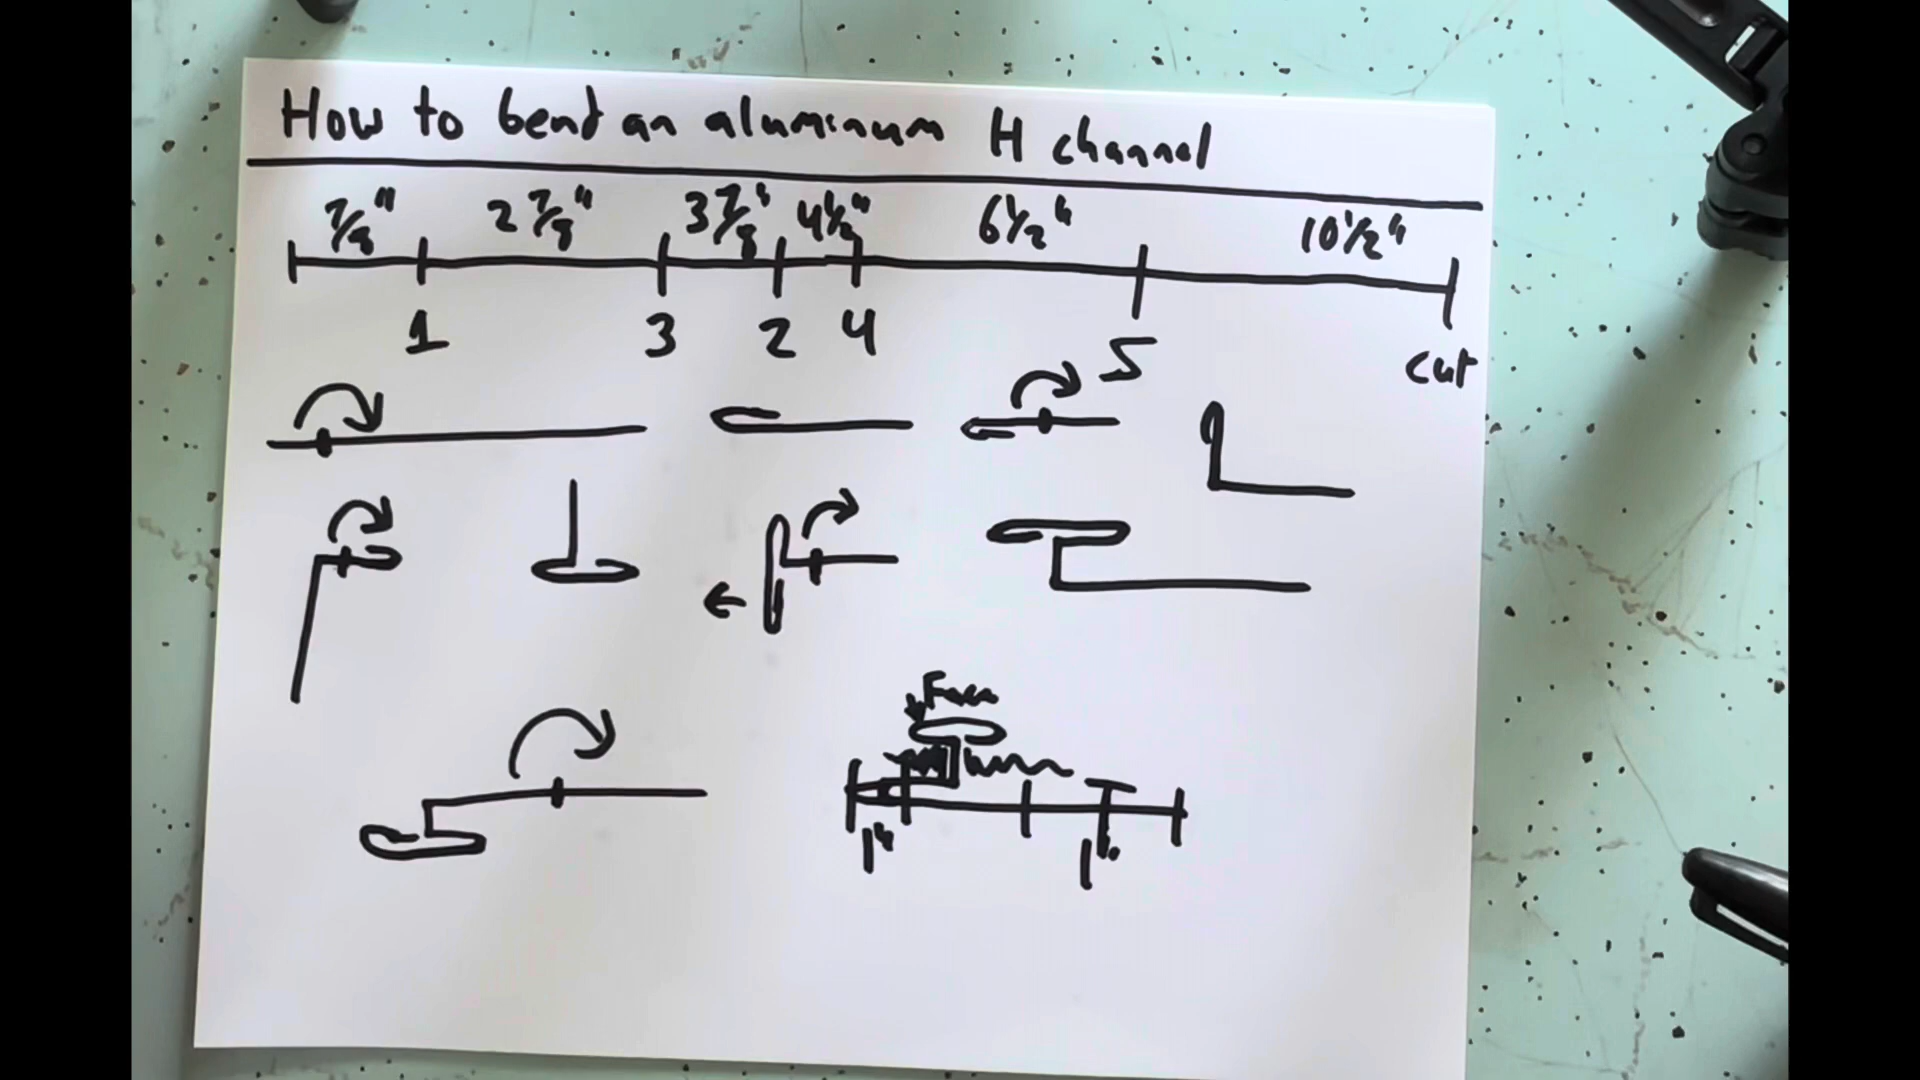 How to bend an aluminum H channel
7/8" 2 7/8" 3 7/8" 4 1/2" 6 1/2" 10 1/2"
1 3 2 4 5 cut
1" 1"